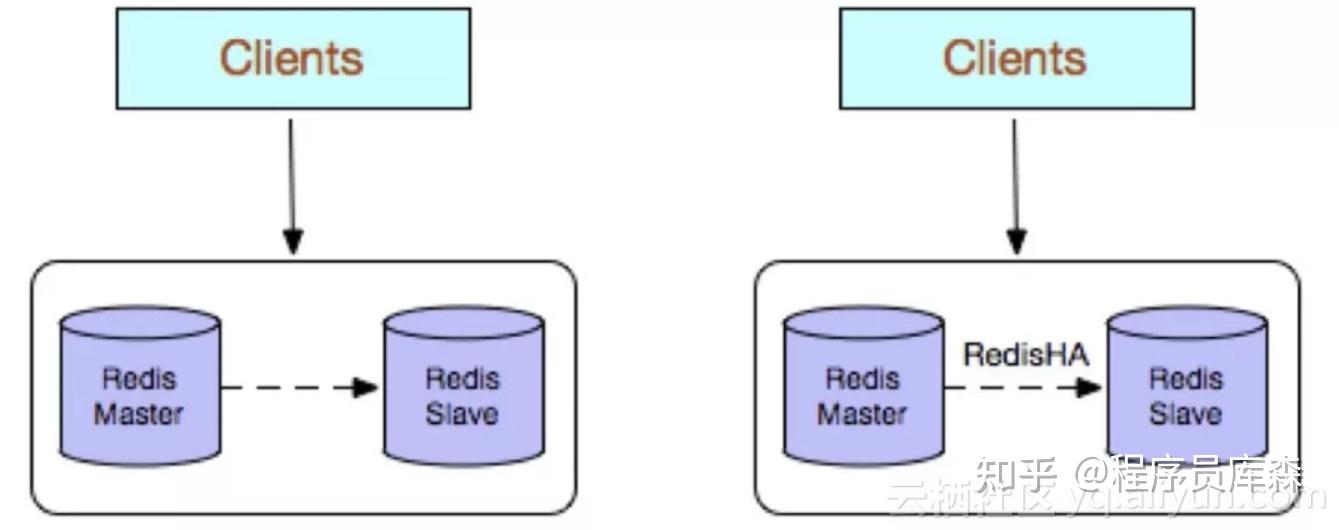 Clients
Clients
Redis
Master
Redis
Slave
RedisHA
Redis
Master
Redis
Slave
知乎 @程序员库森
云栖社区 yq.aliyun.com